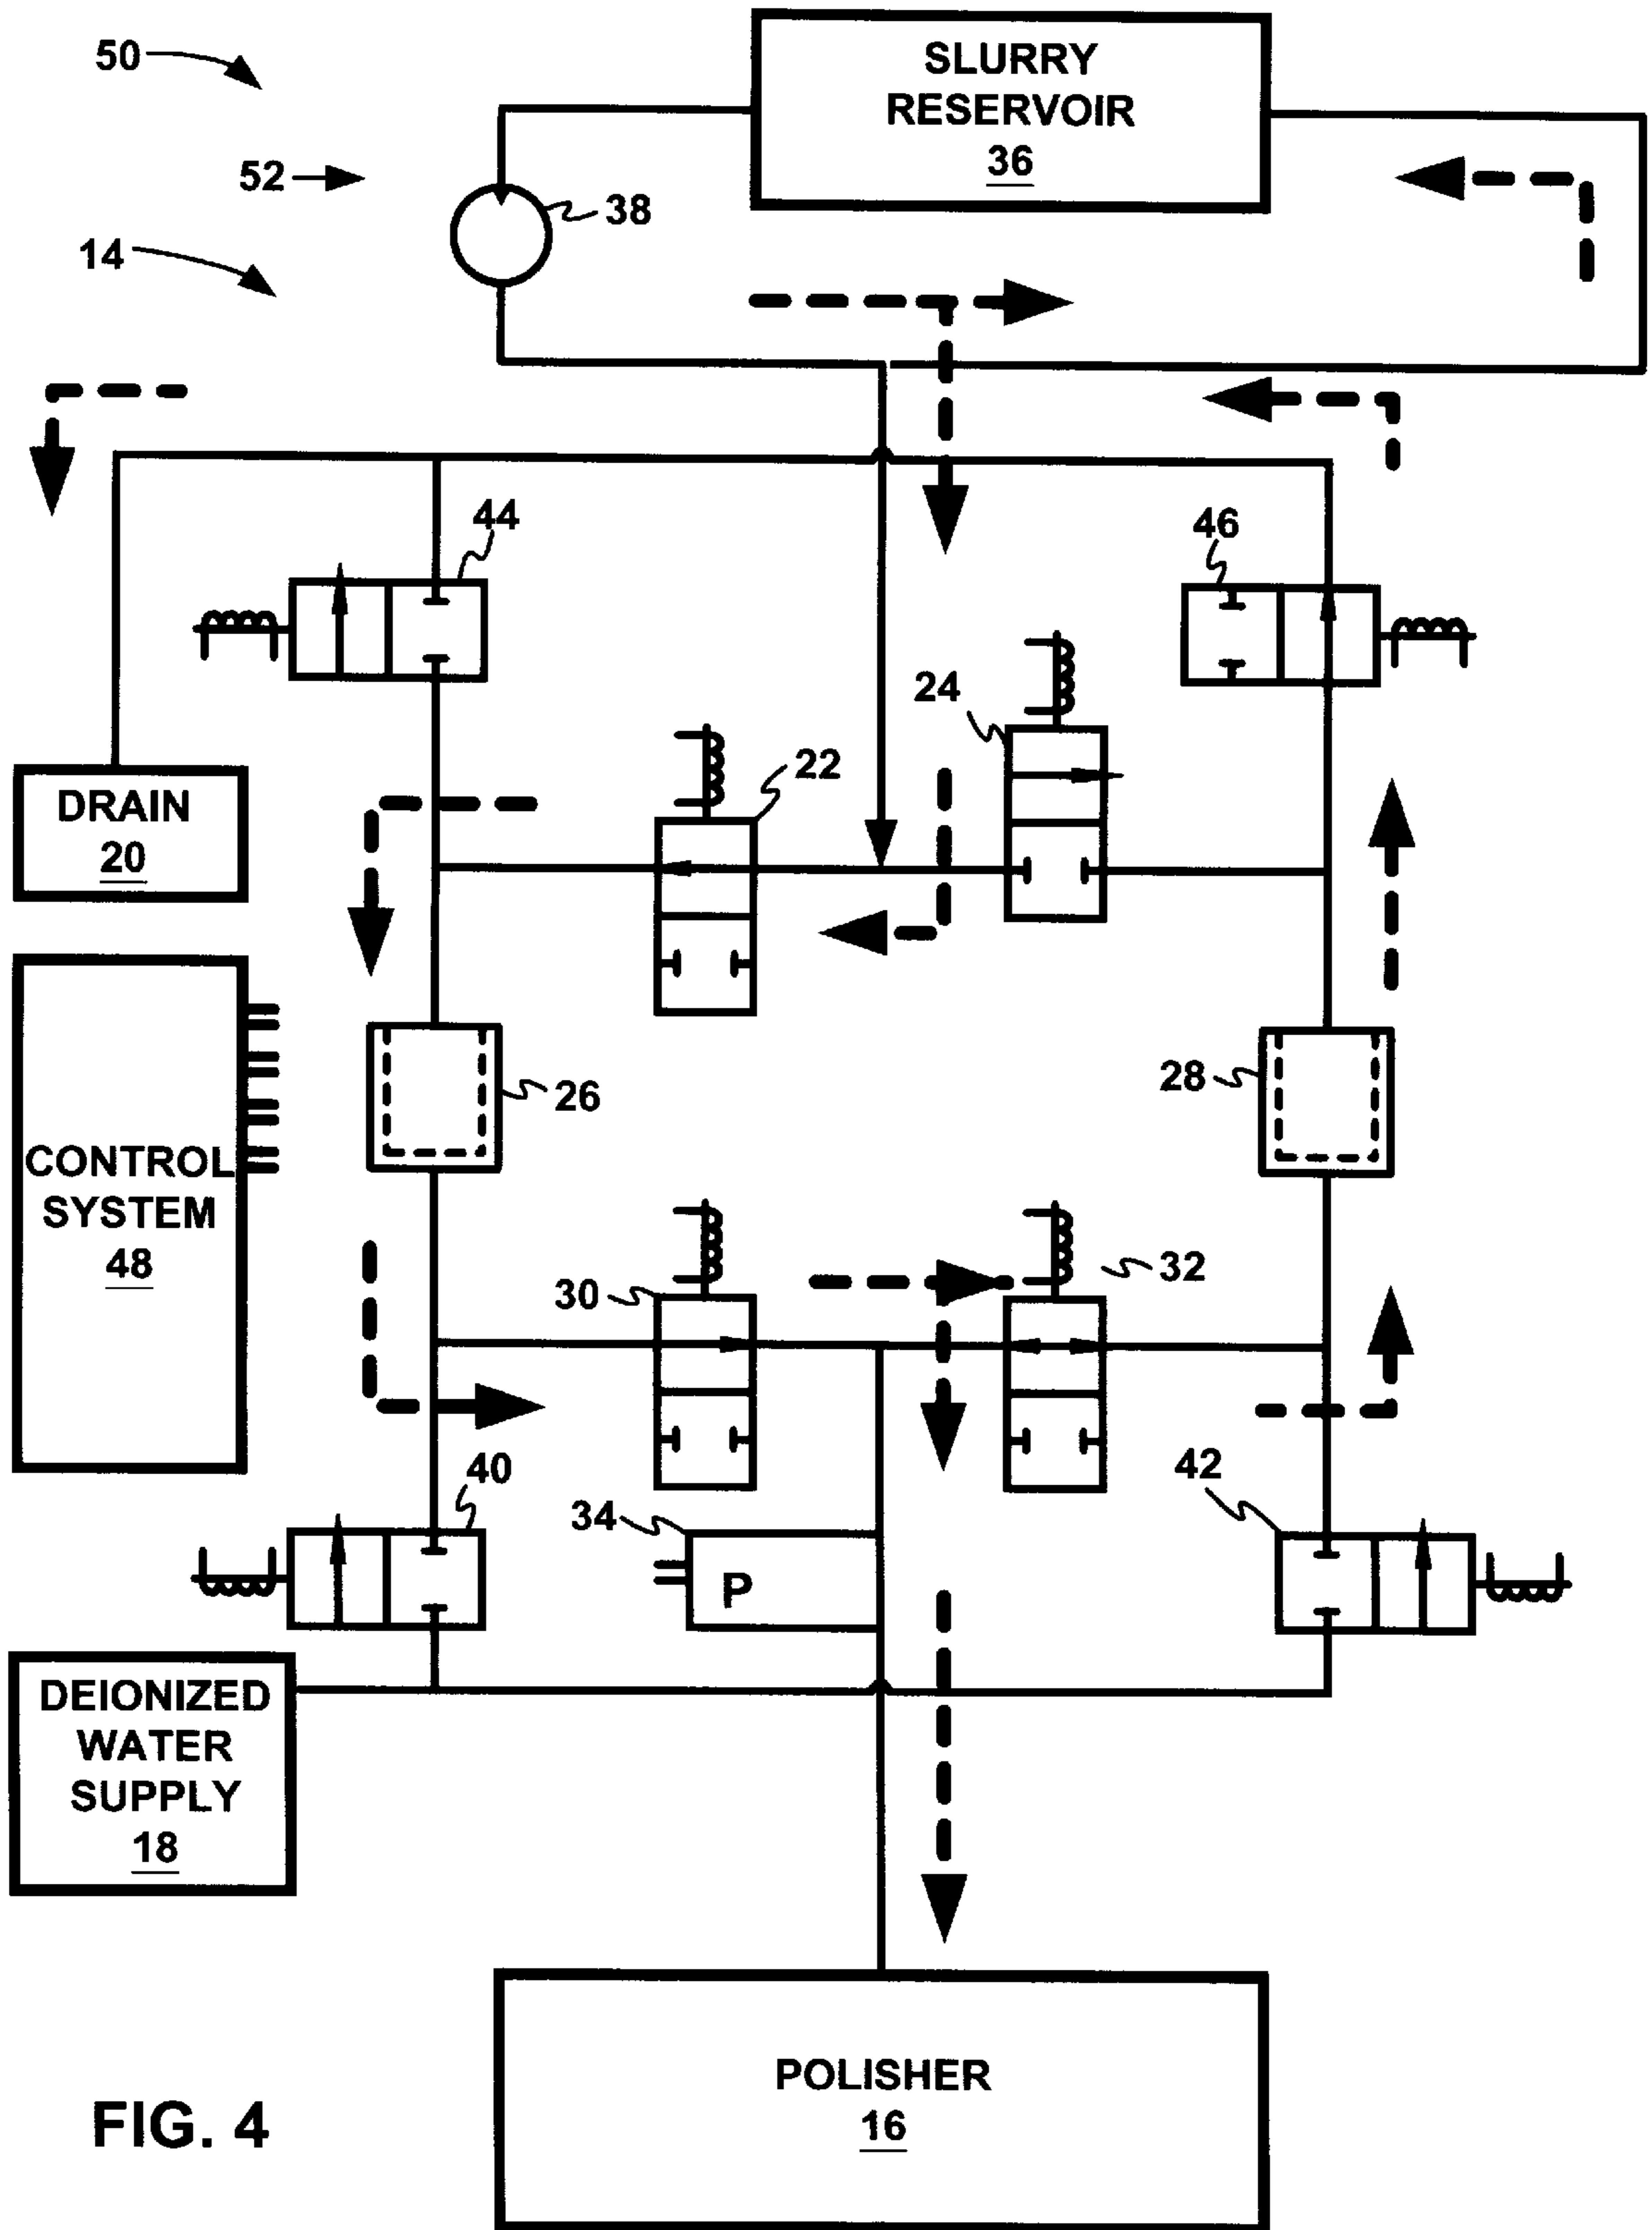 50
SLURRY
RESERVOIR
36
52
38
14
44
46
24
22
DRAIN
20
26
28
CONTROL
SYSTEM
48
30
32
40
42
34
P
DEIONIZED
WATER
SUPPLY
18
POLISHER
16
FIG. 4